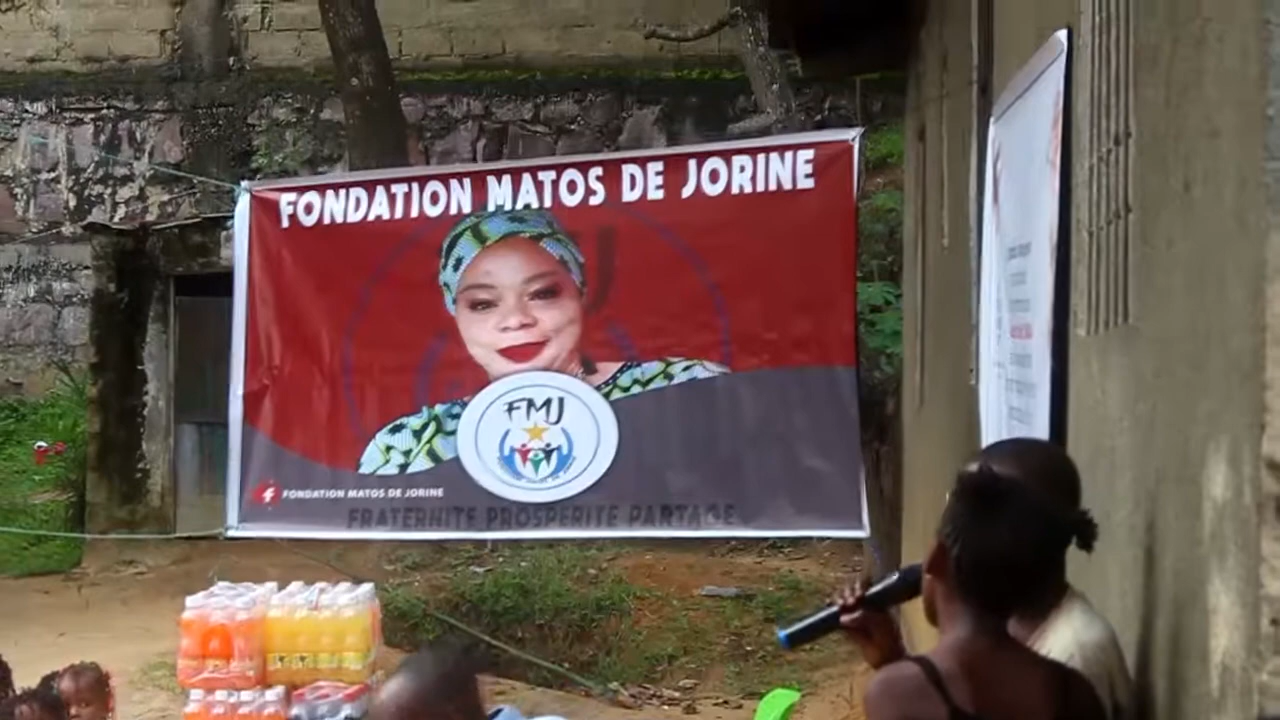 FONDATION MATOS DE JORINE
FMJ
FONDATION MATOS DE JORINE
FRATERNITE PROSPERITE PARTAGE